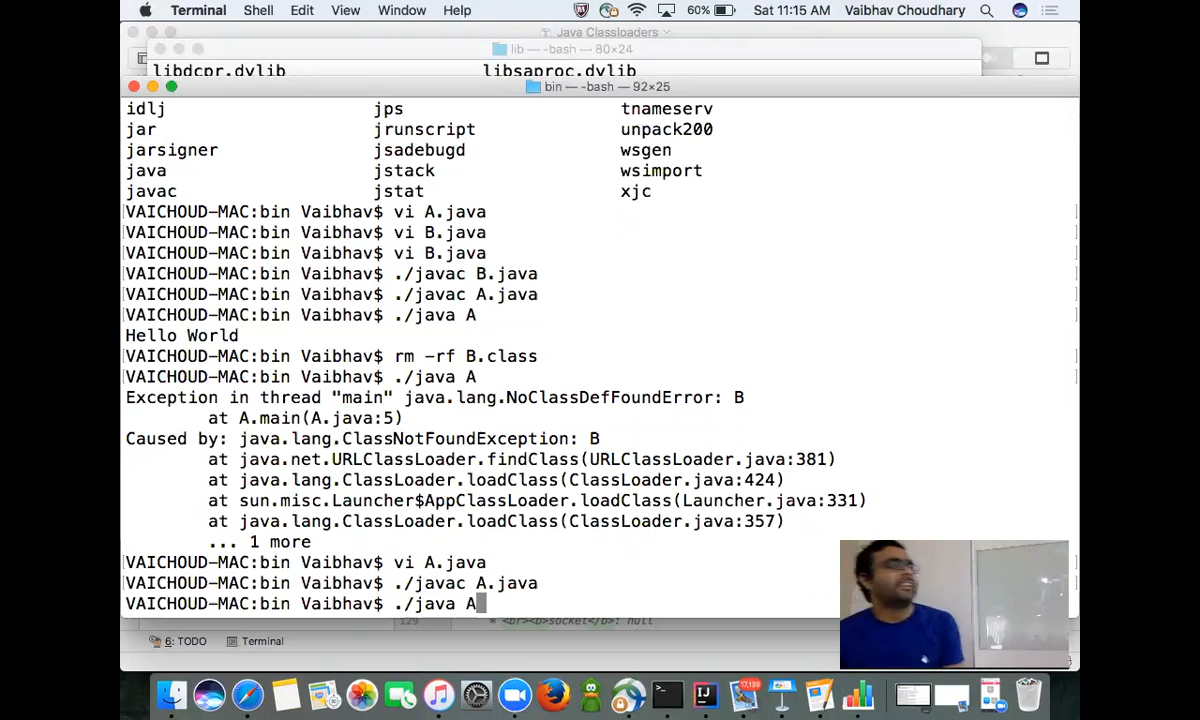 Terminal Shell Edit View Window Help 60% Sat 11:15 AM Vaibhav Choudhary
Java Classloaders
lib — -bash — 80×24
libdcpr.dylib libsaproc.dylib
bin — -bash — 92×25
idlj jps tnameserv
jar jrunscript unpack200
jarsigner jsadebugd wsgen
java jstack wsimport
javac jstat xjc
[VAICHOUD-MAC:bin Vaibhav$ vi A.java ]
[VAICHOUD-MAC:bin Vaibhav$ vi B.java ]
[VAICHOUD-MAC:bin Vaibhav$ vi B.java ]
[VAICHOUD-MAC:bin Vaibhav$ ./javac B.java ]
[VAICHOUD-MAC:bin Vaibhav$ ./javac A.java ]
[VAICHOUD-MAC:bin Vaibhav$ ./java A ]
Hello World
[VAICHOUD-MAC:bin Vaibhav$ rm -rf B.class ]
[VAICHOUD-MAC:bin Vaibhav$ ./java A ]
Exception in thread "main" java.lang.NoClassDefFoundError: B
at A.main(A.java:5)
Caused by: java.lang.ClassNotFoundException: B
at java.net.URLClassLoader.findClass(URLClassLoader.java:381)
at java.lang.ClassLoader.loadClass(ClassLoader.java:424)
at sun.misc.Launcher$AppClassLoader.loadClass(Launcher.java:331)
at java.lang.ClassLoader.loadClass(ClassLoader.java:357)
... 1 more
[VAICHOUD-MAC:bin Vaibhav$ vi A.java ]
[VAICHOUD-MAC:bin Vaibhav$ ./javac A.java
VAICHOUD-MAC:bin Vaibhav$ ./java A
129 * <br><b>socket</b>: null
6: TODO Terminal
17,139
IJ